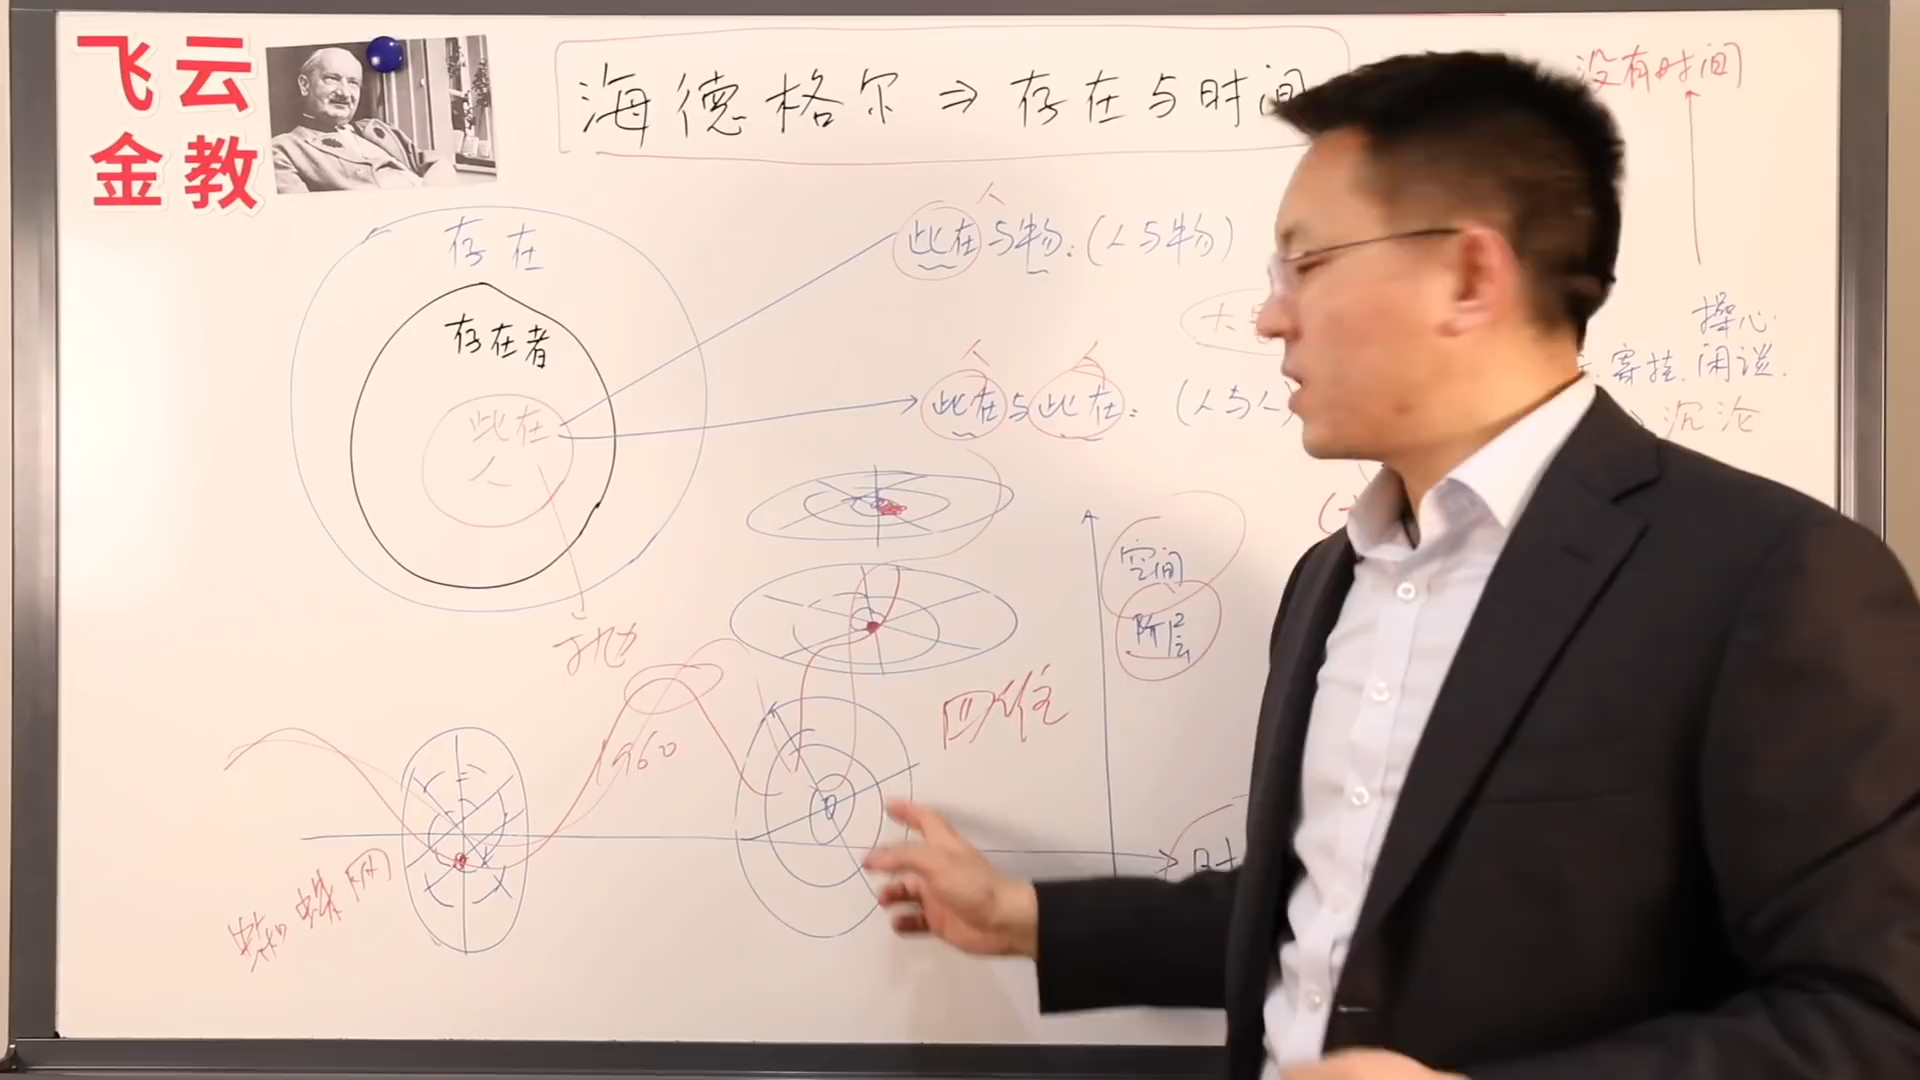 飞云
金教
海德格尔⇒存在与时间
没有时间
存在
人
此在与物:(人与物)
存在者
操心
寄挂、闲谈.
人 人
此在与此在:(人与人
沉沦
此在
人
空间
阶层
抛
四维
1960
蜘蛛网